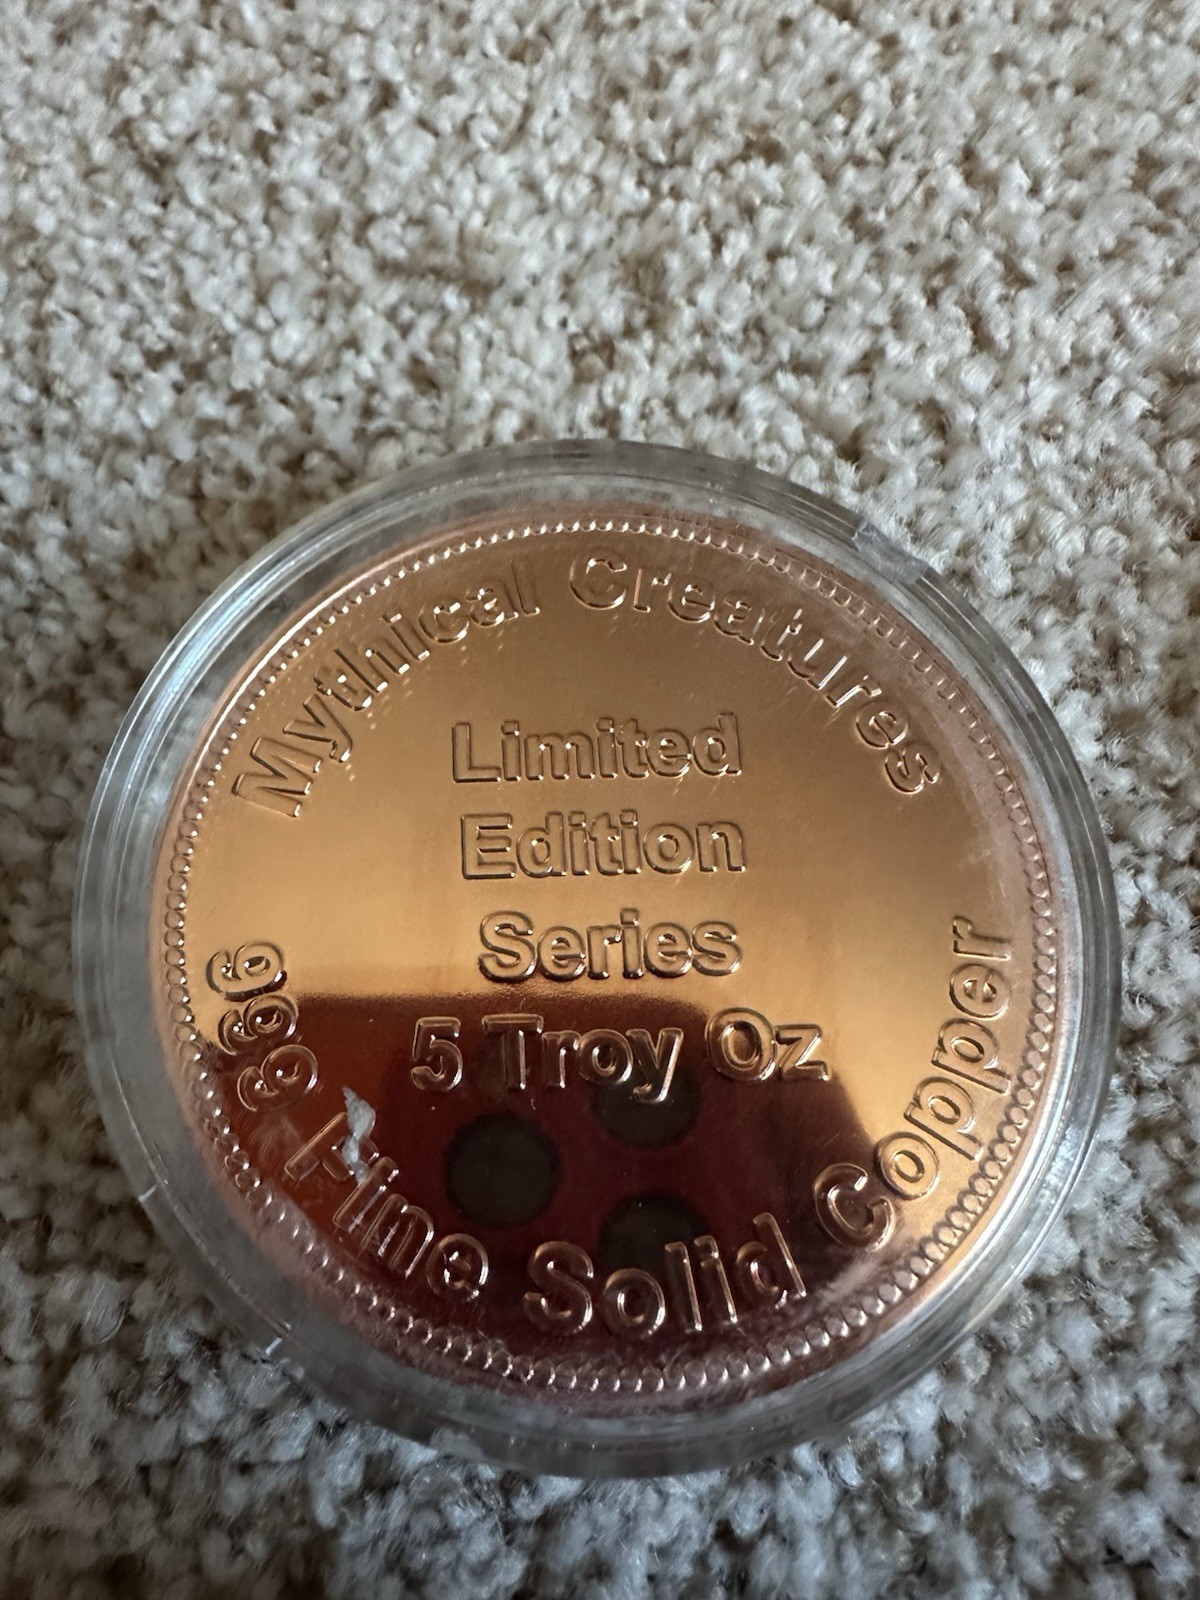 Mythical Creatures
Limited
Edition
Series
5 Troy Oz
999 Fine Solid Copper